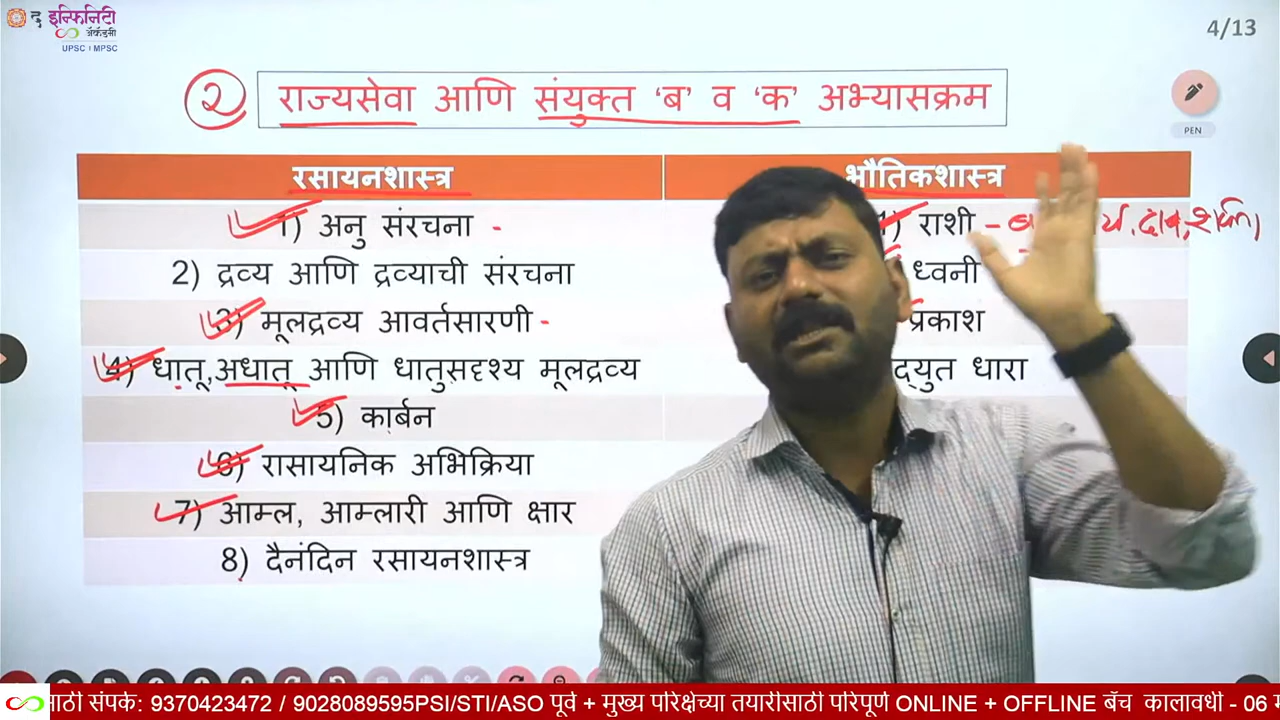 द इन्फिनिटी
अ‍ॅकॅडमी
UPSC | MPSC
4/13
२
राज्यसेवा आणि संयुक्त ‘ब’ व ‘क’ अभ्यासक्रम
PEN
रसायनशास्त्र भौतिकशास्त्र
1) अनु संरचना - 1) राशी - दाब,
2) द्रव्य आणि द्रव्याची संरचना ध्वनी
3) मूलद्रव्य आवर्तसारणी - प्रकाश
4) धातू,अधातू आणि धातुसदृश्य मूलद्रव्य द्युत धारा
5) कार्बन
6) रासायनिक अभिक्रिया
7) आम्ल, आम्लारी आणि क्षार
8) दैनंदिन रसायनशास्त्र
साठी संपर्क: 9370423472 / 9028089595PSI/STI/ASO पूर्व + मुख्य परिक्षेच्या तयारीसाठी परिपूर्ण ONLINE + OFFLINE बॅच कालावधी - 06